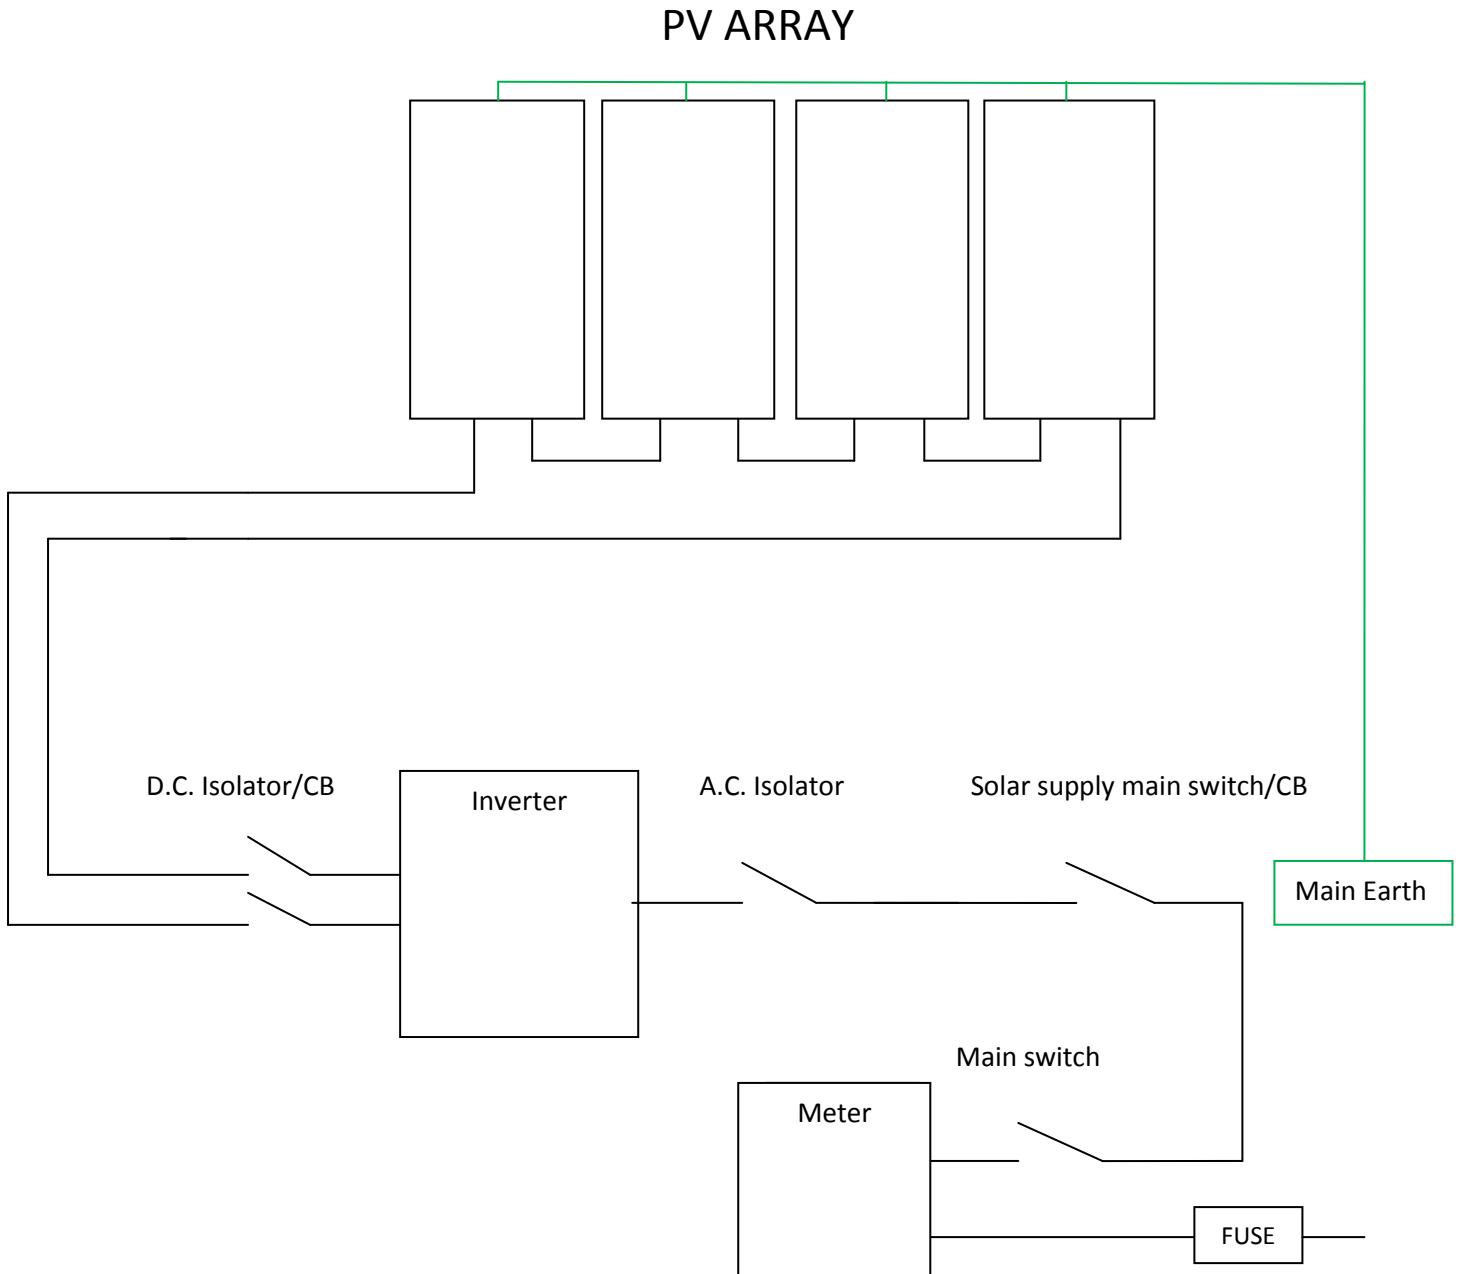 PV ARRAY
D.C. Isolator/CB
Inverter
A.C. Isolator
Solar supply main switch/CB
Main Earth
Main switch
Meter
FUSE